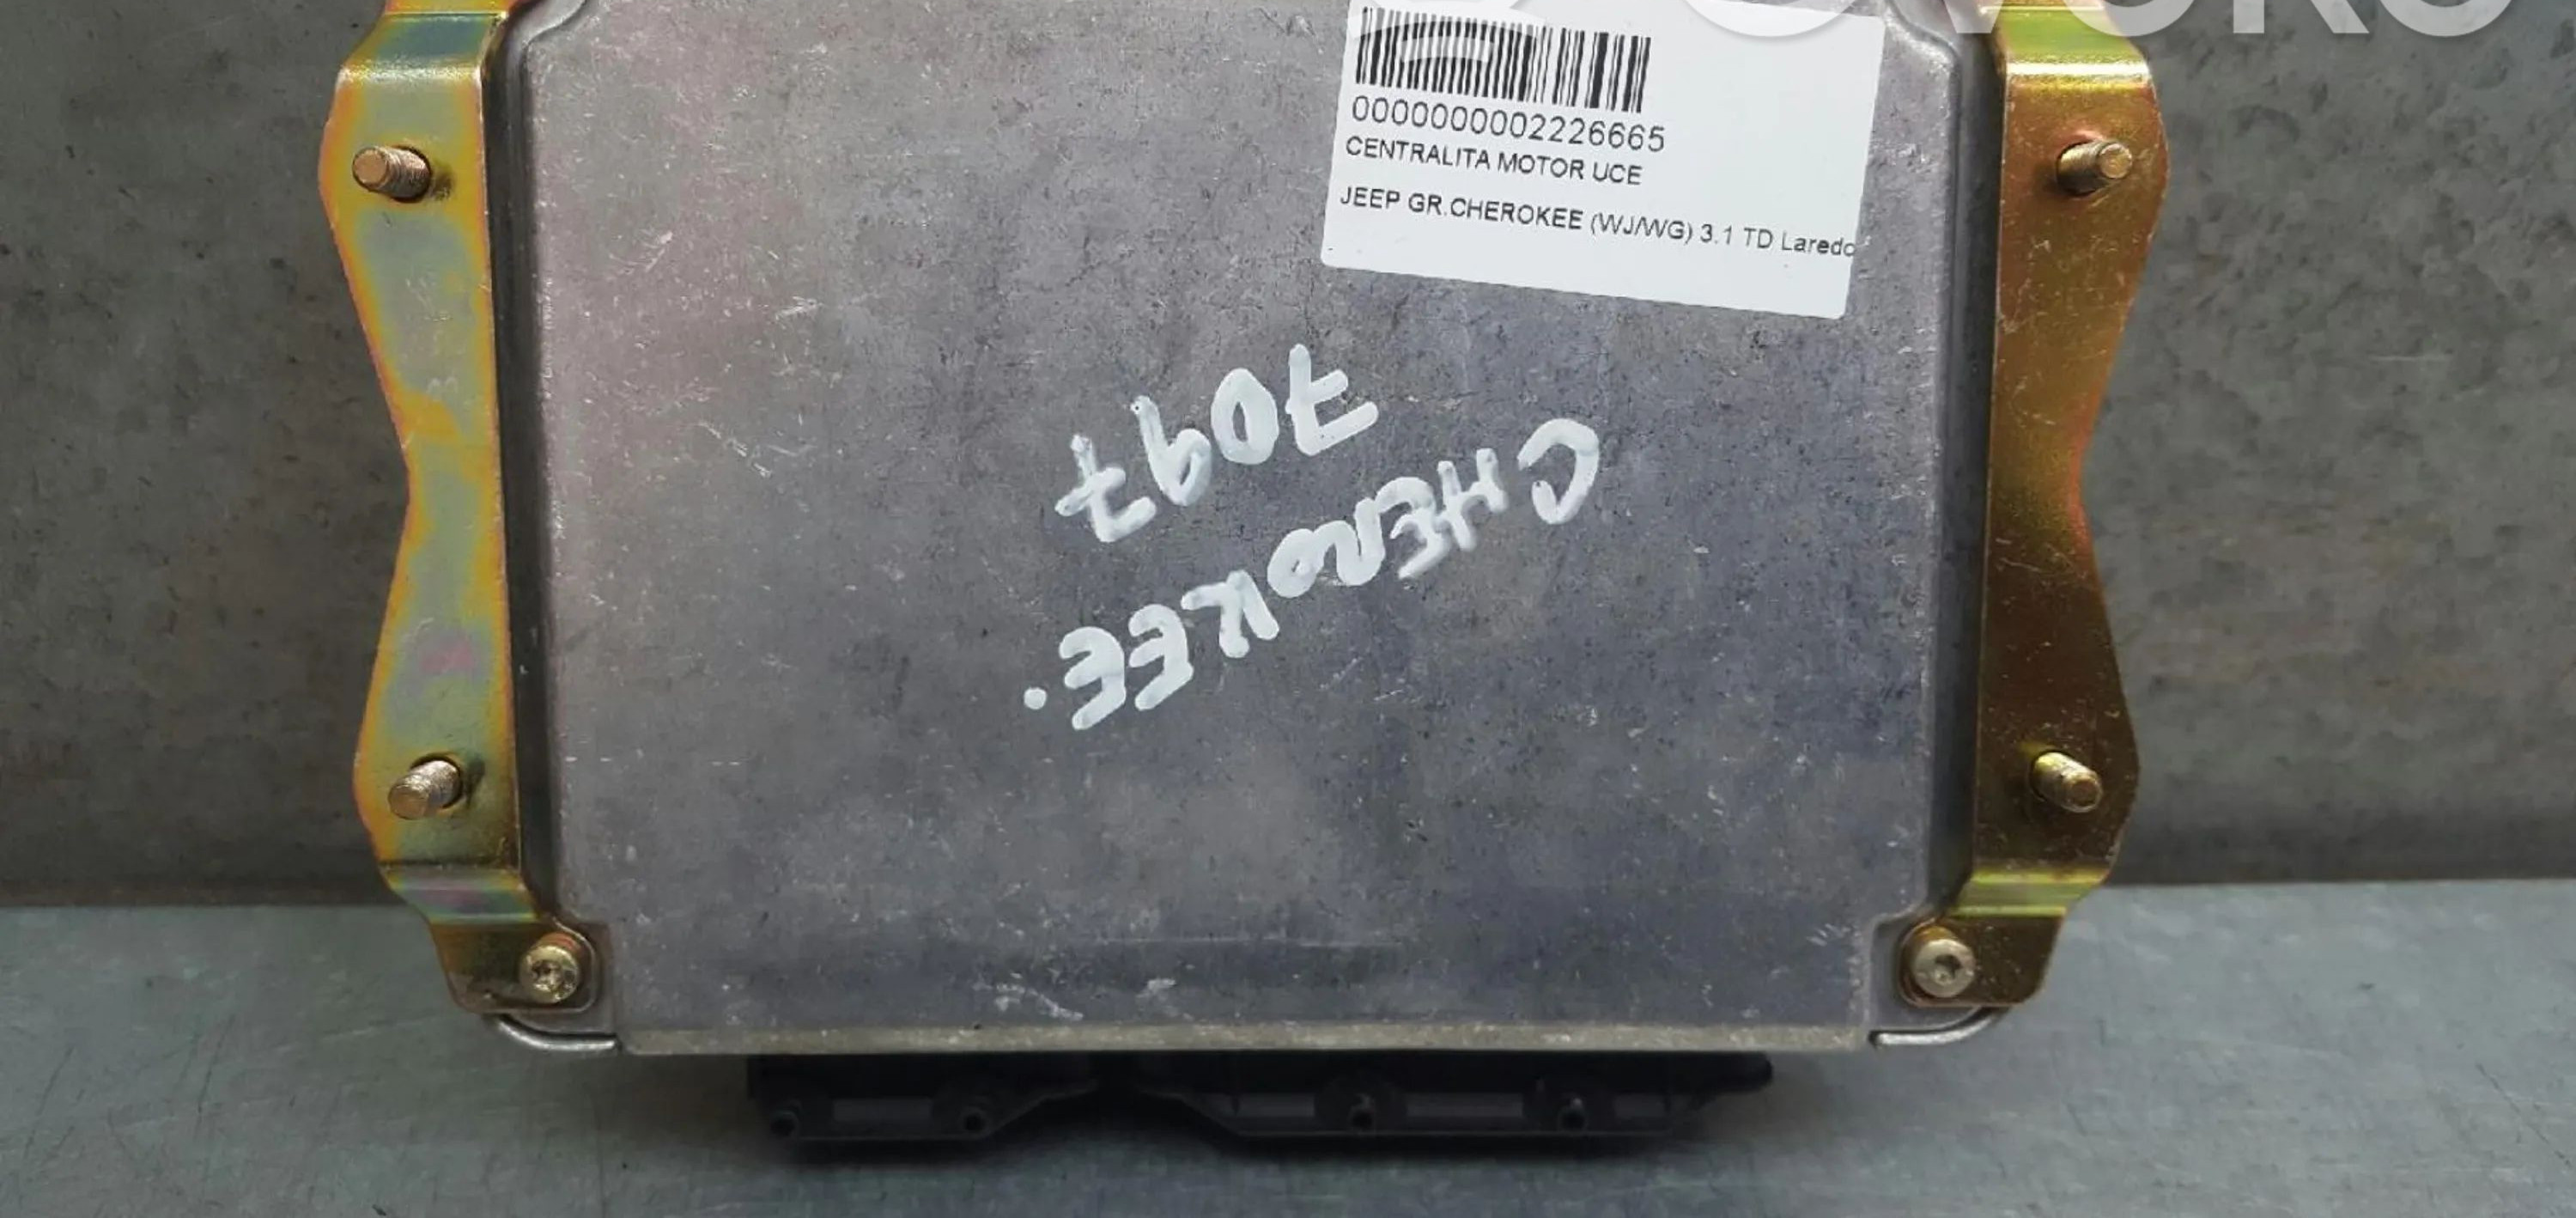 0000000002226665
CENTRALITA MOTOR UCE
JEEP GR.CHEROKEE (WJ/WG) 3.1 TD Laredo
CHEROKEE.
7097